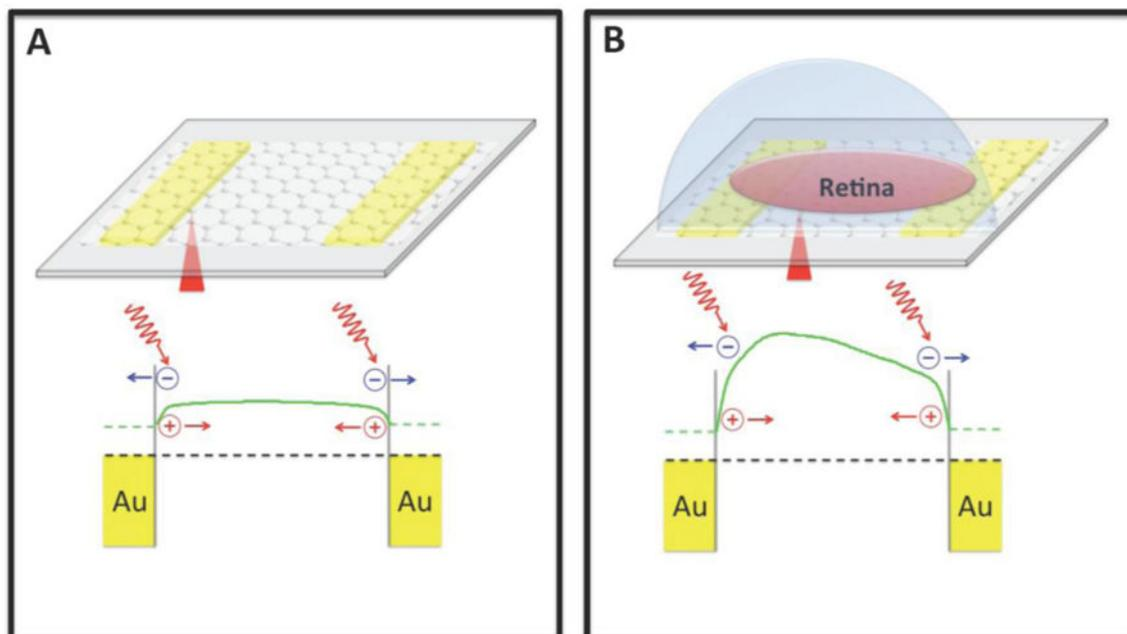 A
B
Retina
− − − −
+ + + +
Au Au Au Au